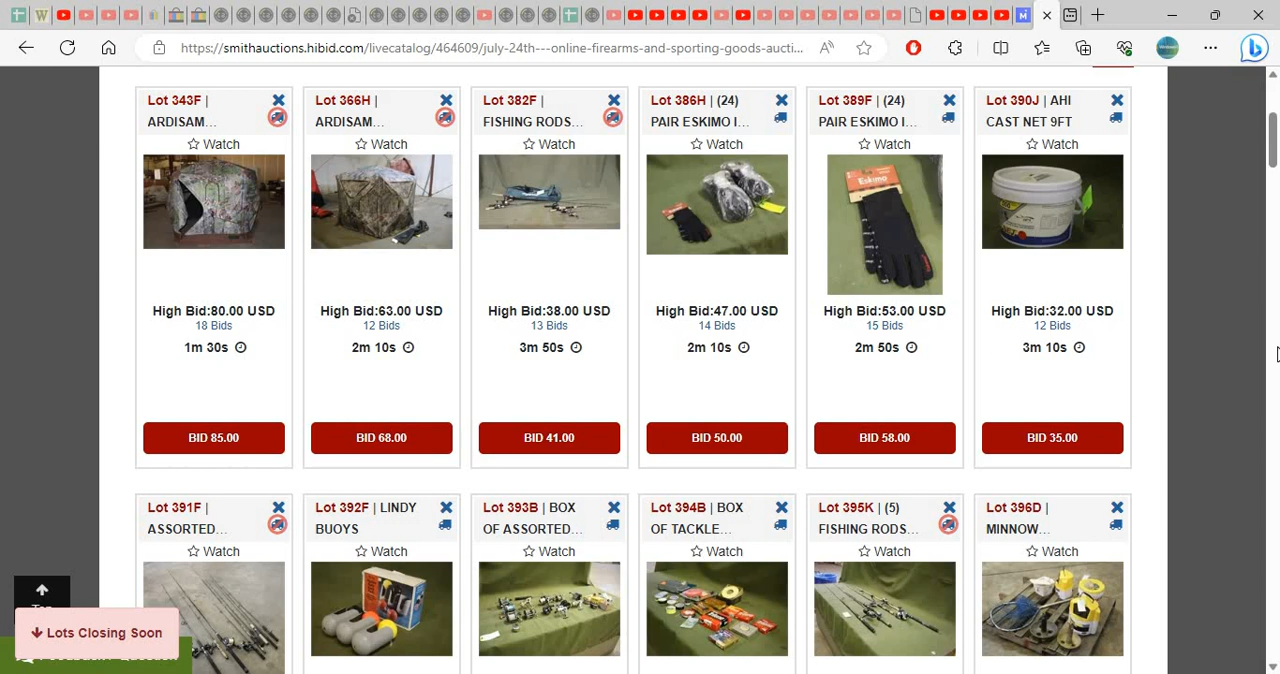 https://smithauctions.hibid.com/livecatalog/464609/july-24th---online-firearms-and-sporting-goods-aucti...
Lot 343F |
ARDISAM...
Watch
High Bid:80.00 USD
18 Bids
1m 30s
BID 85.00
Lot 366H |
ARDISAM...
Watch
High Bid:63.00 USD
12 Bids
2m 10s
BID 68.00
Lot 382F |
FISHING RODS...
Watch
High Bid:38.00 USD
13 Bids
3m 50s
BID 41.00
Lot 386H | (24)
PAIR ESKIMO I...
Watch
High Bid:47.00 USD
14 Bids
2m 10s
BID 50.00
Lot 389F | (24)
PAIR ESKIMO I...
Watch
Eskimo
High Bid:53.00 USD
15 Bids
2m 50s
BID 58.00
Lot 390J | AHI
CAST NET 9FT
Watch
High Bid:32.00 USD
12 Bids
3m 10s
BID 35.00
Lot 391F |
ASSORTED...
Watch
Lot 392F | LINDY
BUOYS
Watch
Lot 393B | BOX
OF ASSORTED...
Watch
Lot 394B | BOX
OF TACKLE...
Watch
Lot 395K | (5)
FISHING RODS...
Watch
Lot 396D |
MINNOW...
Watch
Lots Closing Soon